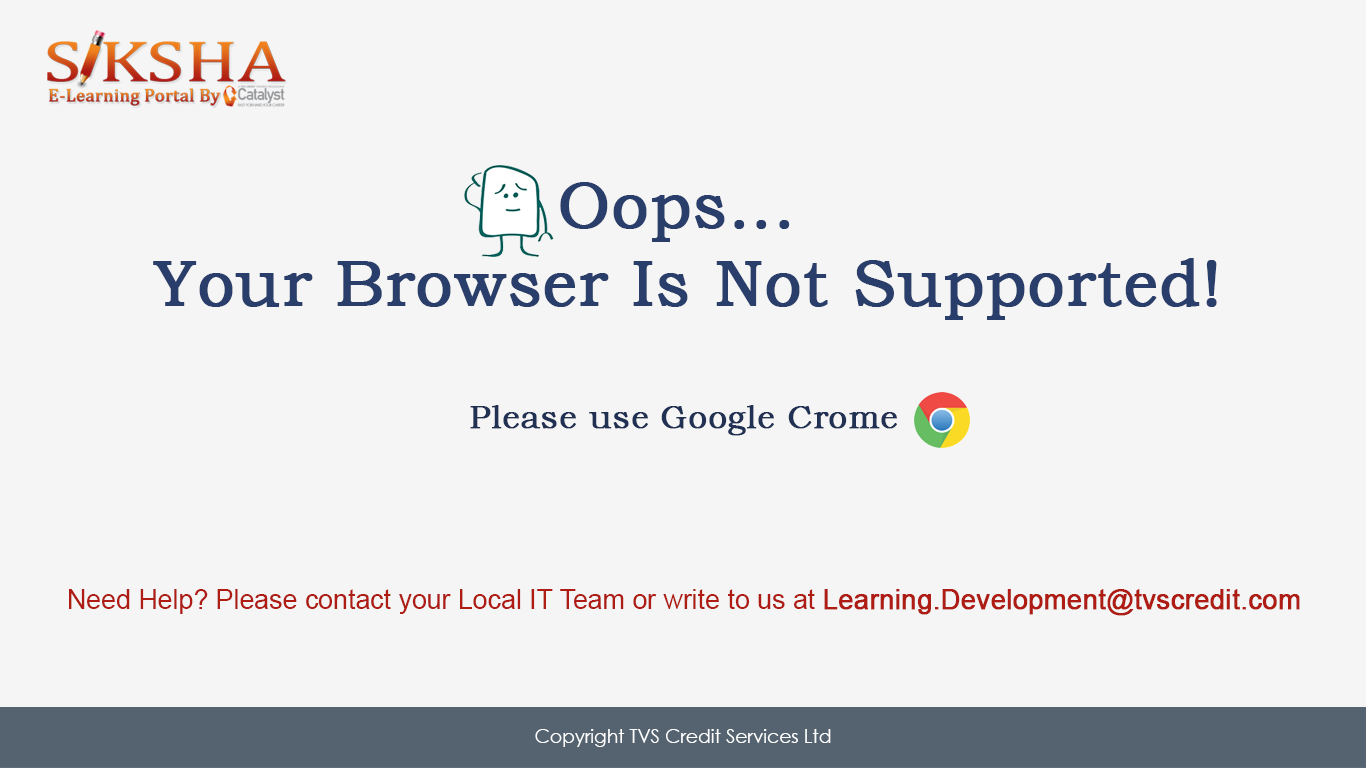 SIKSHA
E-Learning Portal By Catalyst
Oops...
Your Browser Is Not Supported!
Please use Google Crome
Need Help? Please contact your Local IT Team or write to us at Learning.Development@tvscredit.com
Copyright TVS Credit Services Ltd